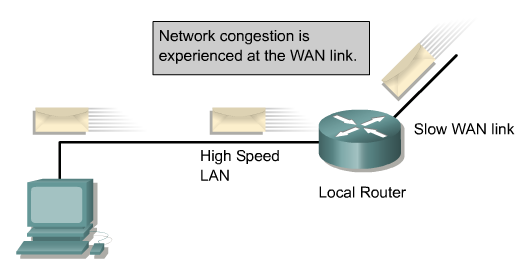 Network congestion is
experienced at the WAN link.
Slow WAN link
High Speed
LAN
Local Router